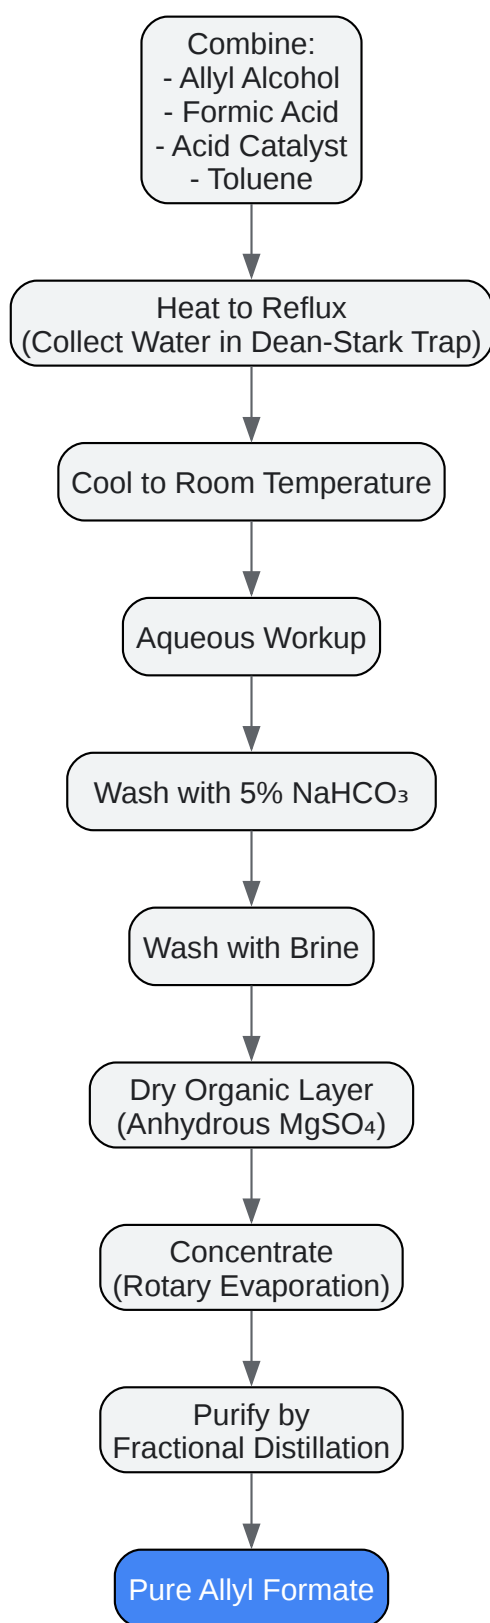 Combine:
- Allyl Alcohol
- Formic Acid
- Acid Catalyst
- Toluene
Heat to Reflux
(Collect Water in Dean-Stark Trap)
Cool to Room Temperature
Aqueous Workup
Wash with 5% NaHCO₃
Wash with Brine
Dry Organic Layer
(Anhydrous MgSO₄)
Concentrate
(Rotary Evaporation)
Purify by
Fractional Distillation
Pure Allyl Formate